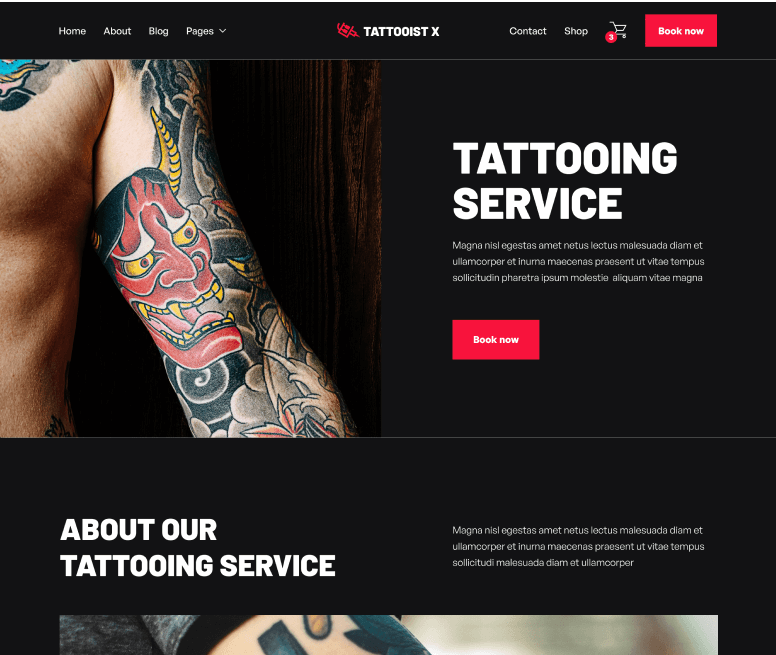 Home About Blog Pages TATTOOIST X Contact Shop 3 Book now
TATTOOING
SERVICE
Magna nisl egestas amet netus lectus malesuada diam et
ullamcorper et inurna maecenas praesent ut vitae tempus
sollicitudin pharetra ipsum molestie aliquam vitae magna
Book now
ABOUT OUR
TATTOOING SERVICE
Magna nisl egestas amet netus lectus malesuada diam et
ullamcorper et inurna maecenas praesent ut vitae tempus
sollicitudi malesuada diam et ullamcorper